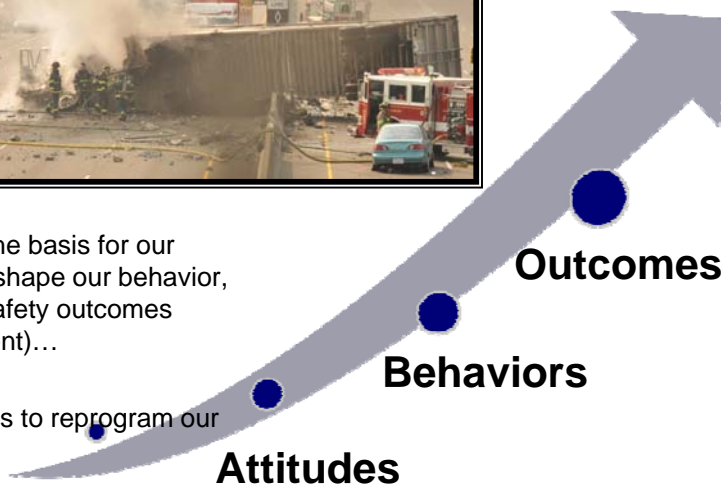 he basis for our
shape our behavior,
afety outcomes
nt)…
s to reprogram our
Outcomes
Behaviors
Attitudes